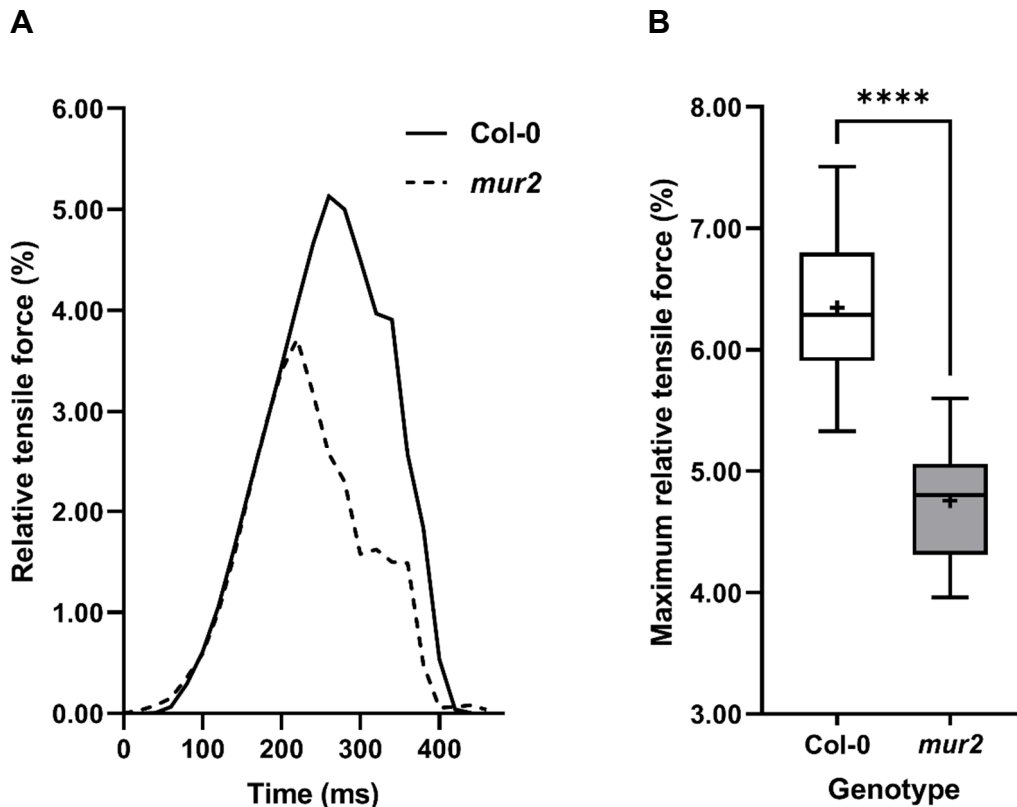 A
Relative tensile force (%)
6.00
5.00
4.00
3.00
2.00
1.00
0.00
0 100 200 300 400
Time (ms)
Col-0
mur2
B
Maximum relative tensile force (%)
8.00
7.00
6.00
5.00
4.00
3.00
****
Col-0 mur2
Genotype